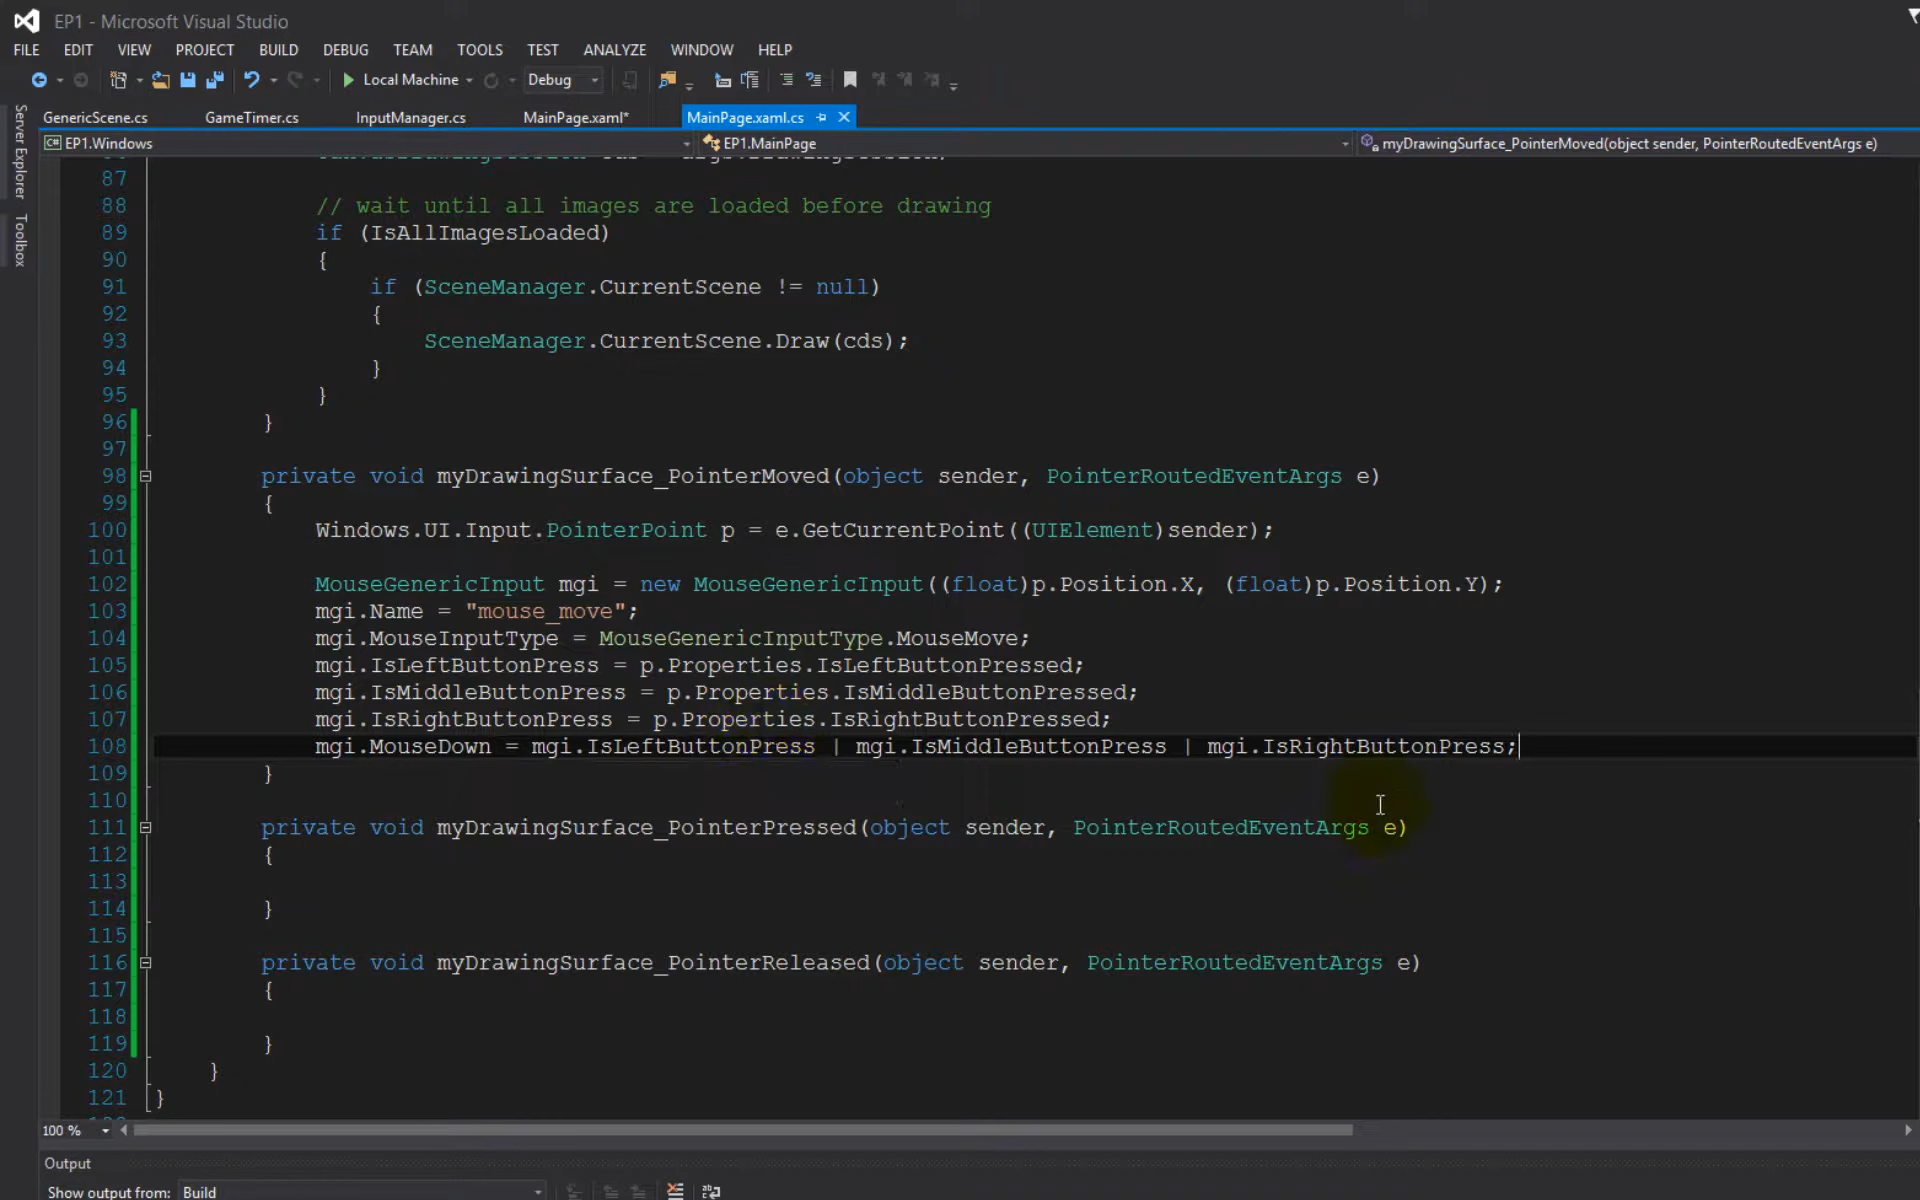 EP1 - Microsoft Visual Studio
FILE EDIT VIEW PROJECT BUILD DEBUG TEAM TOOLS TEST ANALYZE WINDOW HELP
Local Machine Debug
Server Explorer
Toolbox
GenericScene.cs GameTimer.cs InputManager.cs MainPage.xaml* MainPage.xaml.cs
C# EP1.Windows EP1.MainPage myDrawingSurface_PointerMoved(object sender, PointerRoutedEventArgs e)
87
88 // wait until all images are loaded before drawing
89 if (IsAllImagesLoaded)
90 {
91 if (SceneManager.CurrentScene != null)
92 {
93 SceneManager.CurrentScene.Draw(cds);
94 }
95 }
96 }
97
98 private void myDrawingSurface_PointerMoved(object sender, PointerRoutedEventArgs e)
99 {
100 Windows.UI.Input.PointerPoint p = e.GetCurrentPoint((UIElement)sender);
101
102 MouseGenericInput mgi = new MouseGenericInput((float)p.Position.X, (float)p.Position.Y);
103 mgi.Name = "mouse_move";
104 mgi.MouseInputType = MouseGenericInputType.MouseMove;
105 mgi.IsLeftButtonPress = p.Properties.IsLeftButtonPressed;
106 mgi.IsMiddleButtonPress = p.Properties.IsMiddleButtonPressed;
107 mgi.IsRightButtonPress = p.Properties.IsRightButtonPressed;
108 mgi.MouseDown = mgi.IsLeftButtonPress | mgi.IsMiddleButtonPress | mgi.IsRightButtonPress;
109 }
110
111 private void myDrawingSurface_PointerPressed(object sender, PointerRoutedEventArgs e)
112 {
113
114 }
115
116 private void myDrawingSurface_PointerReleased(object sender, PointerRoutedEventArgs e)
117 {
118
119 }
120 }
121 }
100 %
Output
Show output from: Build